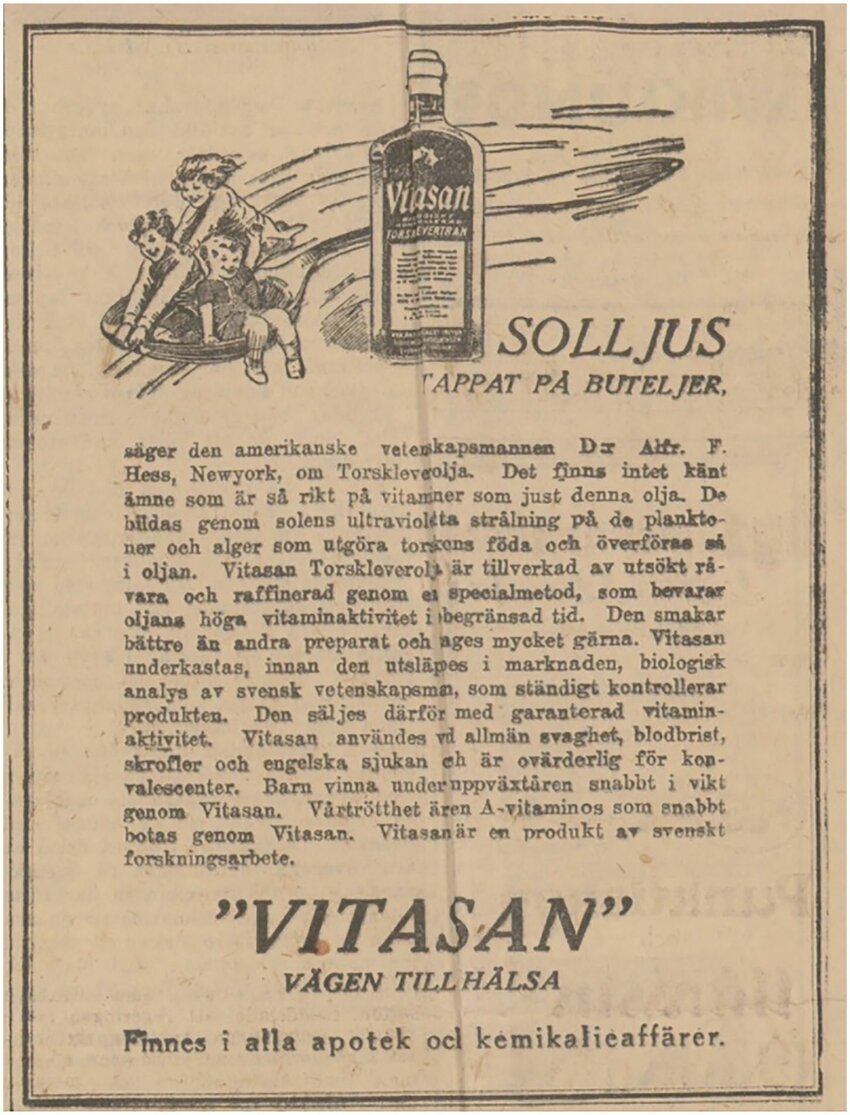 Vitasan
TORSKLEVERTRAN
SOLLJUS
TAPPAT PÅ BUTELJER,
säger den amerikanske vetenskapsmannen D:r Alfr. F.
Hess, Newyork, om Torskleverolja. Det finns intet känt
ämne som är så rikt på vitaminer som just denna olja. De
bildas genom solens ultravioletta strålning på de plankto-
ner och alger som utgöra torskens föda och överföras så
i oljan. Vitasan Torskleverolja är tillverkad av utsökt rå-
vara och raffinerad genom en specialmetod, som bevarar
oljans höga vitaminaktivitet i obegränsad tid. Den smakar
bättre än andra preparat och tages mycket gärna. Vitasan
underkastas, innan den utsläppes i marknaden, biologisk
analys av svensk vetenskapsman, som ständigt kontrollerar
produkten. Den säljes därför med garanterad vitamin-
aktivitet. Vitasan användes vid allmän svaghet, blodbrist,
skrofler och engelska sjukan och är ovärderlig för kon-
valescenter. Barn vinna under uppväxtåren snabbt i vikt
genom Vitasan. Vårtrötthet är en A-vitaminos som snabbt
botas genom Vitasan. Vitasan är en produkt av svenskt
forskningsarbete.
”VITASAN”
VÄGEN TILL HÄLSA
Finnes i alla apotek och kemikalieaffärer.